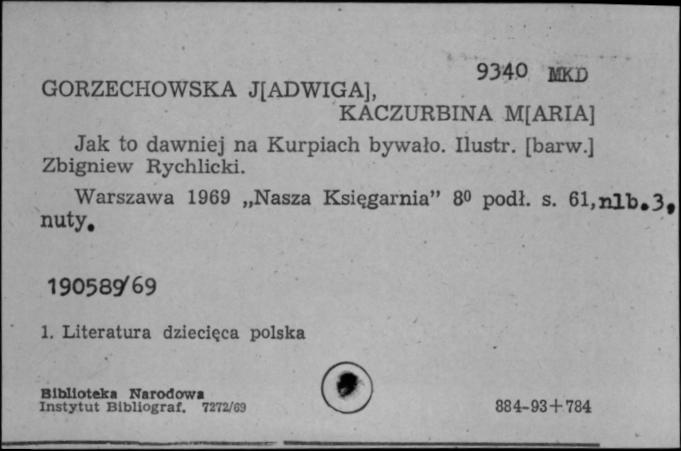 9340 MKD
GORZECHOWSKA J[ADWIGA],
KACZURBINA M[ARIA]
Jak to dawniej na Kurpiach bywało. Ilustr. [barw.]
Zbigniew Rychlicki.
Warszawa 1969 „Nasza Księgarnia” 8⁰ podł. s. 61, nlb.3,
nuty.
190589/69
1. Literatura dziecięca polska
Biblioteka Narodowa
Instytut Bibliograf. 7272/69
884-93+784